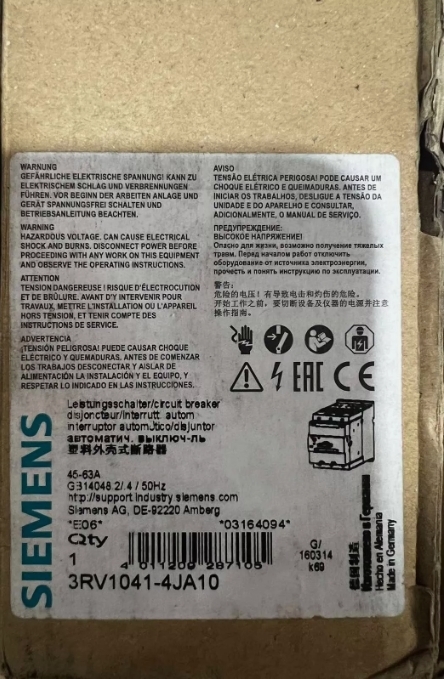 WARNUNG
GEFÄHRLICHE ELEKTRISCHE SPANNUNG! KANN ZU
ELEKTRISCHEM SCHLAG UND VERBRENNUNGEN
FÜHREN. VOR BEGINN DER ARBEITEN ANLAGE UND
GERÄT SPANNUNGSFREI SCHALTEN UND
BETRIEBSANLEITUNG BEACHTEN.
WARNING
HAZARDOUS VOLTAGE. CAN CAUSE ELECTRICAL
SHOCK AND BURNS. DISCONNECT POWER BEFORE
PROCEEDING WITH ANY WORK ON THIS EQUIPMENT
AND OBSERVE THE OPERATING INSTRUCTIONS.
ATTENTION
TENSION DANGEREUSE ! RISQUE D'ÉLECTROCUTION
ET DE BRÛLURE. AVANT D'Y INTERVENIR POUR
TRAVAUX, METTRE L'INSTALLATION OU L'APPAREIL
HORS TENSION, ET TENIR COMPTE DES
INSTRUCTIONS DE SERVICE.
ADVERTENCIA
¡TENSIÓN PELIGROSA! PUEDE CAUSAR CHOQUE
ELÉCTRICO Y QUEMADURAS. ANTES DE COMENZAR
LOS TRABAJOS DESCONECTAR Y AISLAR DE
ALIMENTACIÓN LA INSTALACIÓN Y EL EQUIPO, Y
RESPETAR LO INDICADO EN LAS INSTRUCCIONES.
AVISO
TENSÃO ELÉTRICA PERIGOSA! PODE CAUSAR UM
CHOQUE ELÉTRICO E QUEIMADURAS. ANTES DE
INICIAR OS TRABALHOS, DESLIGUE A TENSÃO DA
UNIDADE E DO APARELHO E CONSULTAR,
ADICIONALMENTE, O MANUAL DE SERVIÇO.
ПРЕДУПРЕЖДЕНИЕ:
ВЫСОКОЕ НАПРЯЖЕНИЕ!
Опасно для жизни, возможно получение тяжелых
травм. Перед началом работ отключить
оборудование от источника электроэнергии,
прочесть и понять инструкцию по эксплуатации.
警告:
危险的电压! 有导致电击和灼伤的危险。
开始工作之前, 要切断设备及仪器的电源并注意
操作指南。
EAC CE
SIEMENS
Leistungsschalter/circuit breaker
disjoncteur/interrutt. autom
interruptor automático/disjuntor
автоматич. выключ-ль
塑料外壳式断路器
45-63A
GB14048.2/.4 / 50Hz
http://support.industry.siemens.com
Siemens AG, DE-92220 Amberg
*E06* *03164094*
Qty
1
4 011209 287105
3RV1041-4JA10
G/
160314
k69
德国制造
Изготовлено в Германии
Hecho en Alemania
Made in Germany